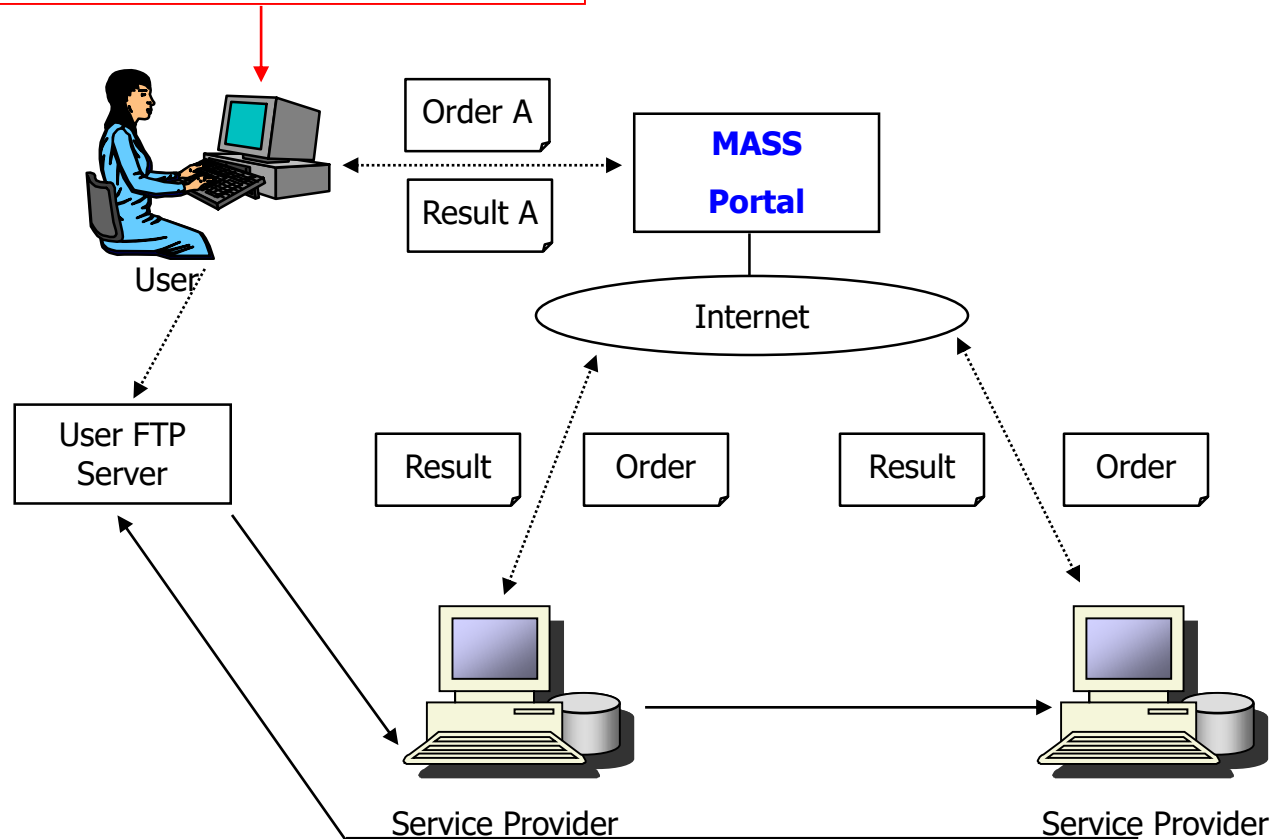 Order A
MASS
Portal
Result A
User
Internet
User FTP
Server
Result
Order
Result
Order
Service Provider
Service Provider